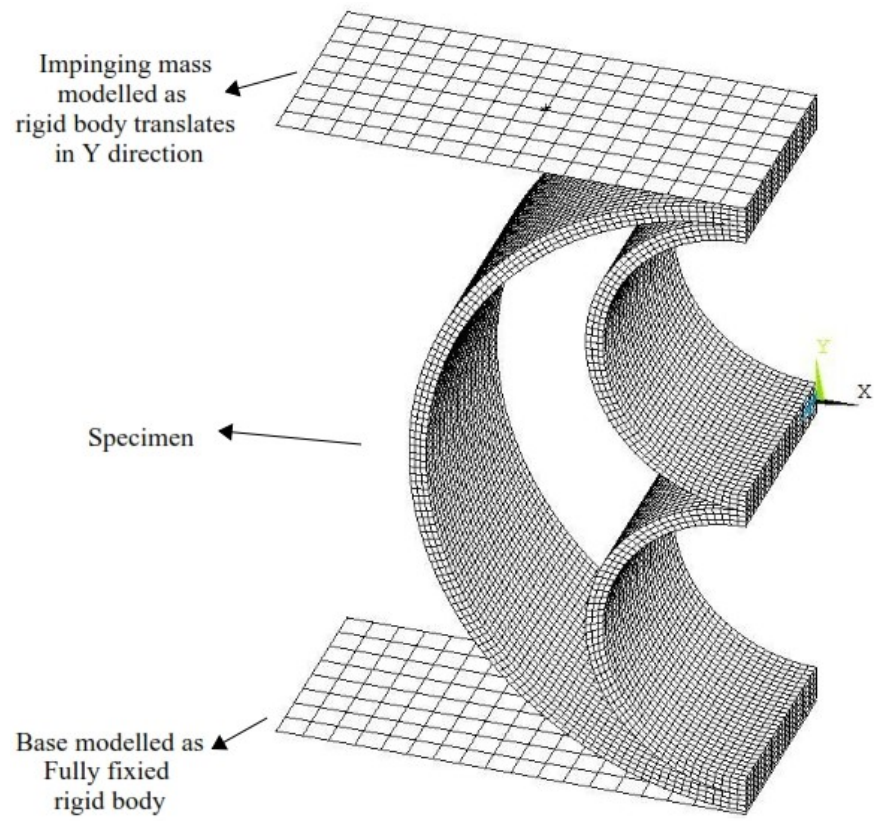 Impinging mass
modelled as
rigid body translates
in Y direction
Y
X
Specimen
Base modelled as
Fully fixied
rigid body